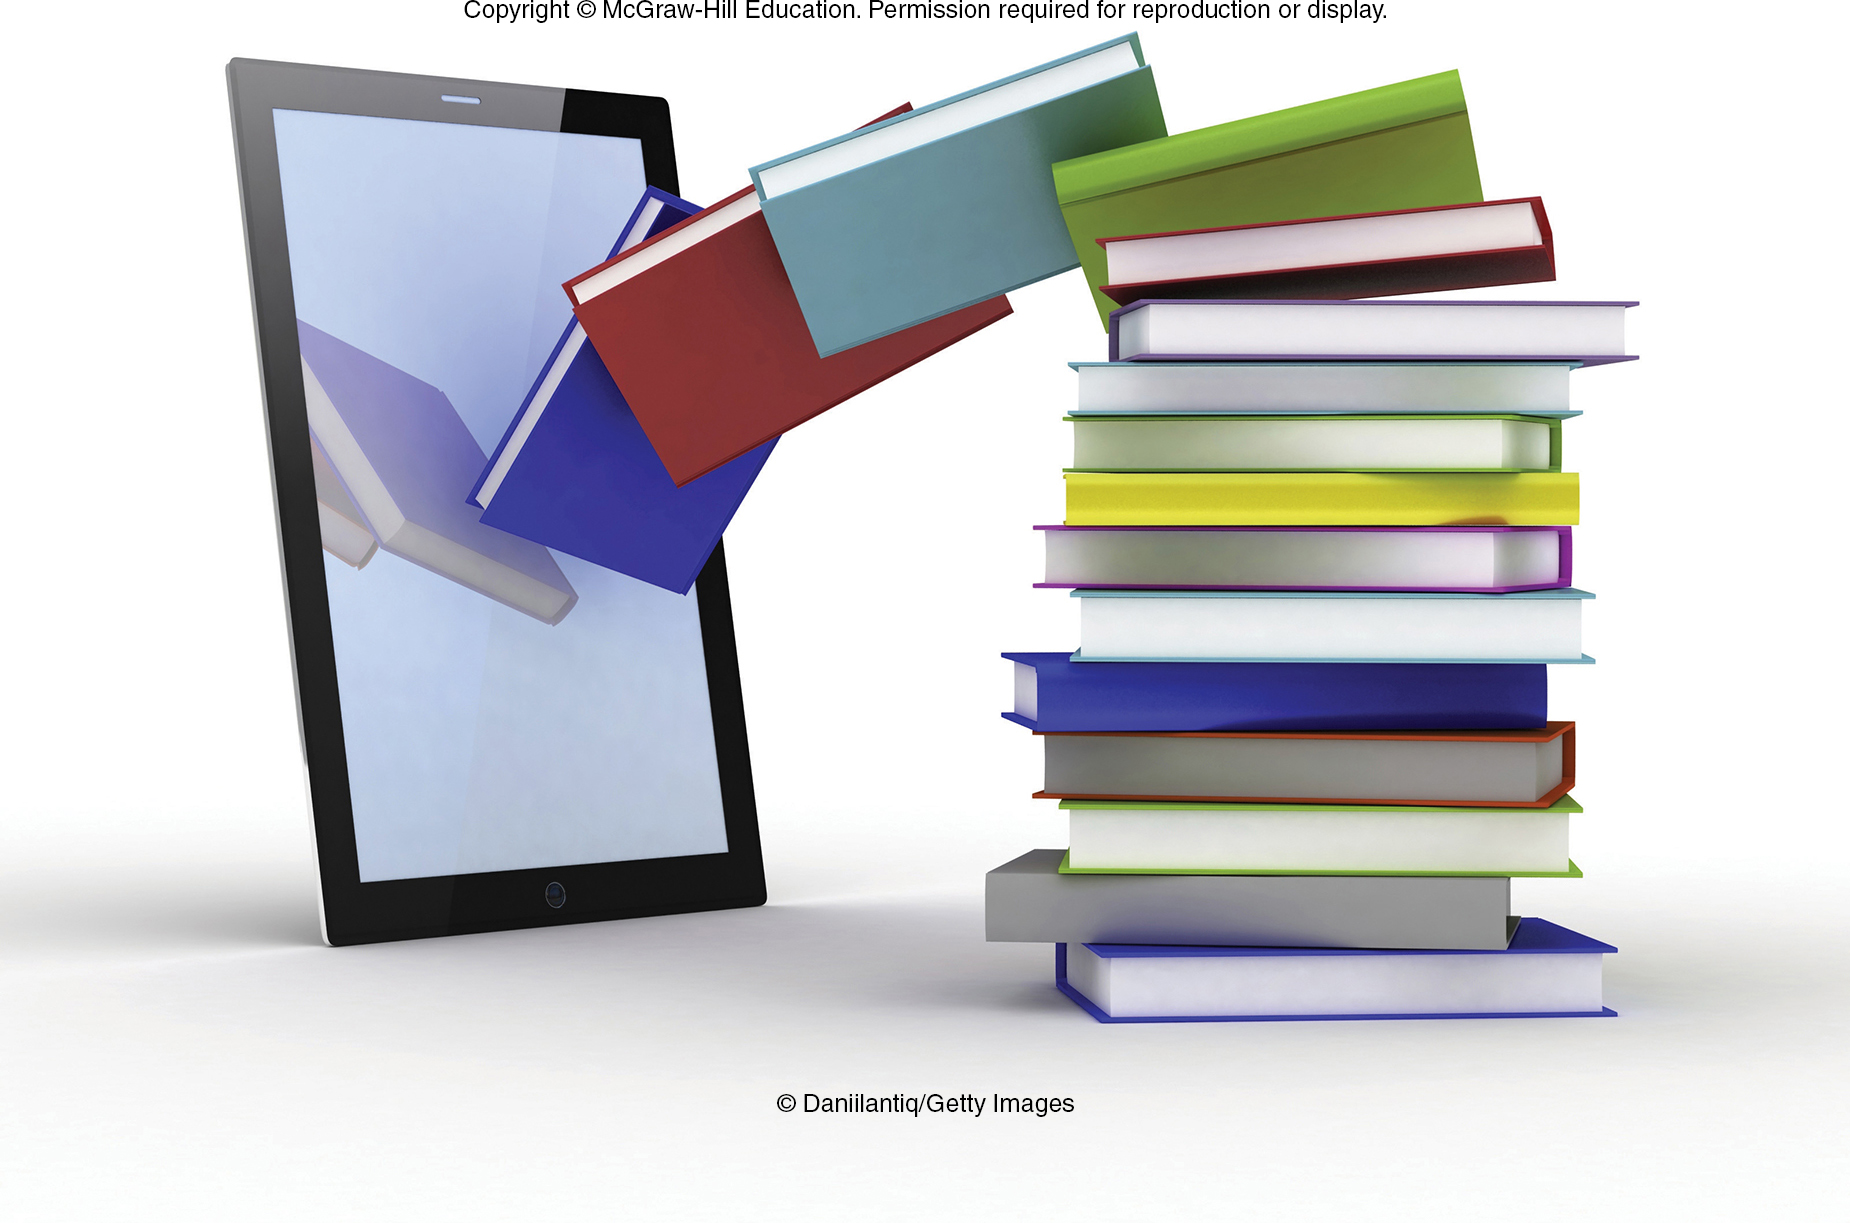 Copyright © McGraw-Hill Education. Permission required for reproduction or display.
© Daniilantiq/Getty Images